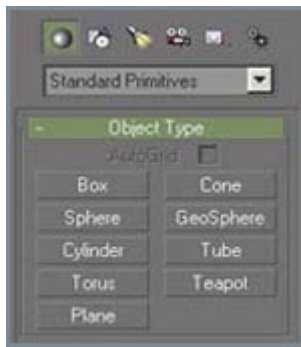 Standard Primitives
- Object Type
AutoGrid
Box Cone
Sphere GeoSphere
Cylinder Tube
Torus Teapot
Plane